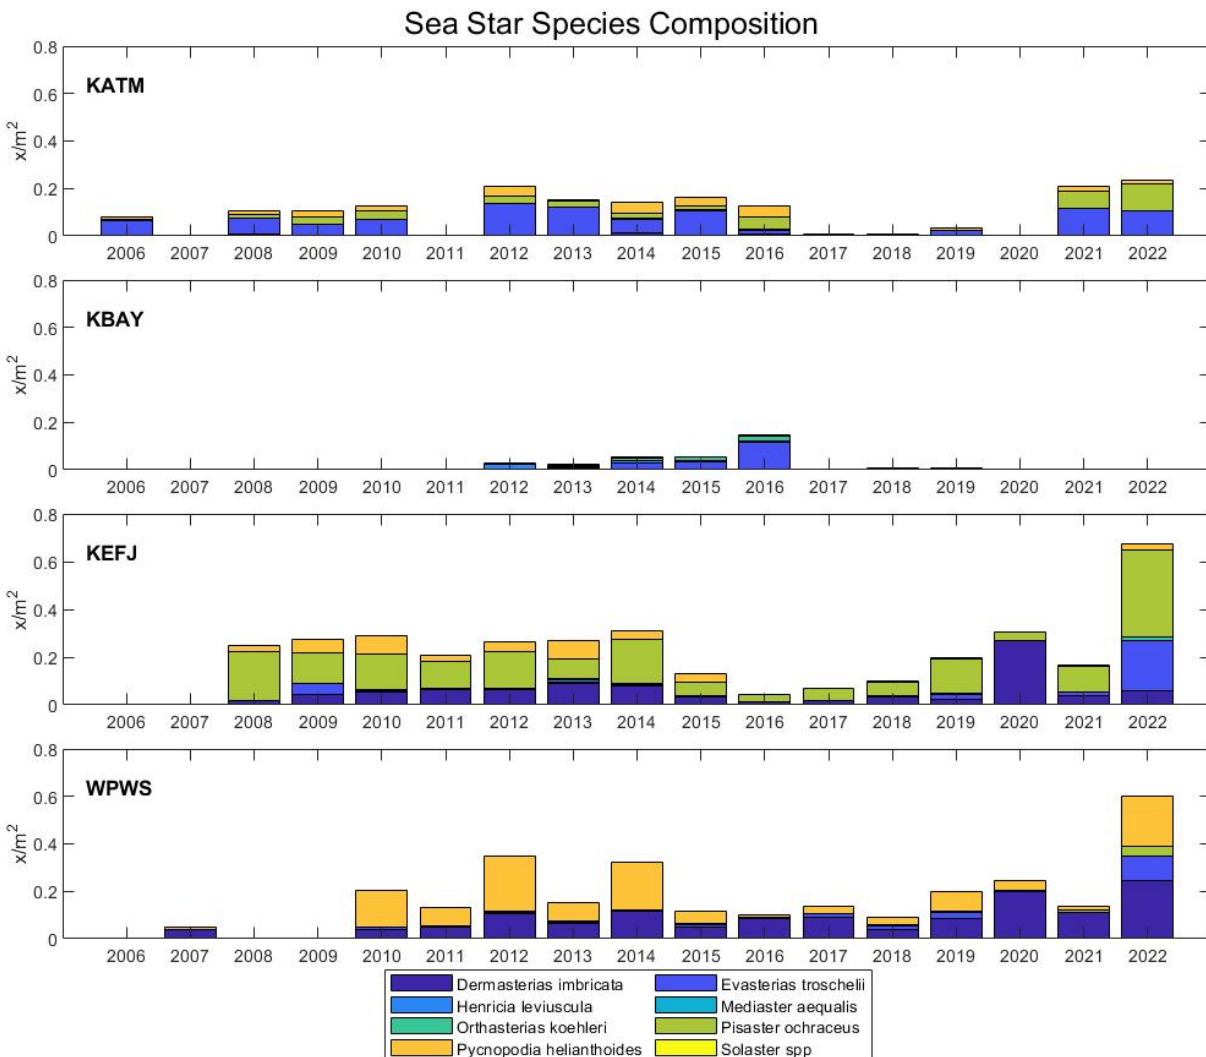 Sea Star Species Composition
0.8
KATM
0.6
0.4
x/m²
0.2
0
2006 2007 2008 2009 2010 2011 2012 2013 2014 2015 2016 2017 2018 2019 2020 2021 2022
0.8
KBAY
0.6
0.4
x/m²
0.2
0
2006 2007 2008 2009 2010 2011 2012 2013 2014 2015 2016 2017 2018 2019 2020 2021 2022
0.8
KEFJ
0.6
0.4
x/m²
0.2
0
2006 2007 2008 2009 2010 2011 2012 2013 2014 2015 2016 2017 2018 2019 2020 2021 2022
0.8
WPWS
0.6
0.4
x/m²
0.2
0
2006 2007 2008 2009 2010 2011 2012 2013 2014 2015 2016 2017 2018 2019 2020 2021 2022
Dermasterias imbricata Evasterias troschelii
Henricia leviuscula Mediaster aequalis
Orthasterias koehleri Pisaster ochraceus
Pycnopodia helianthoides Solaster spp